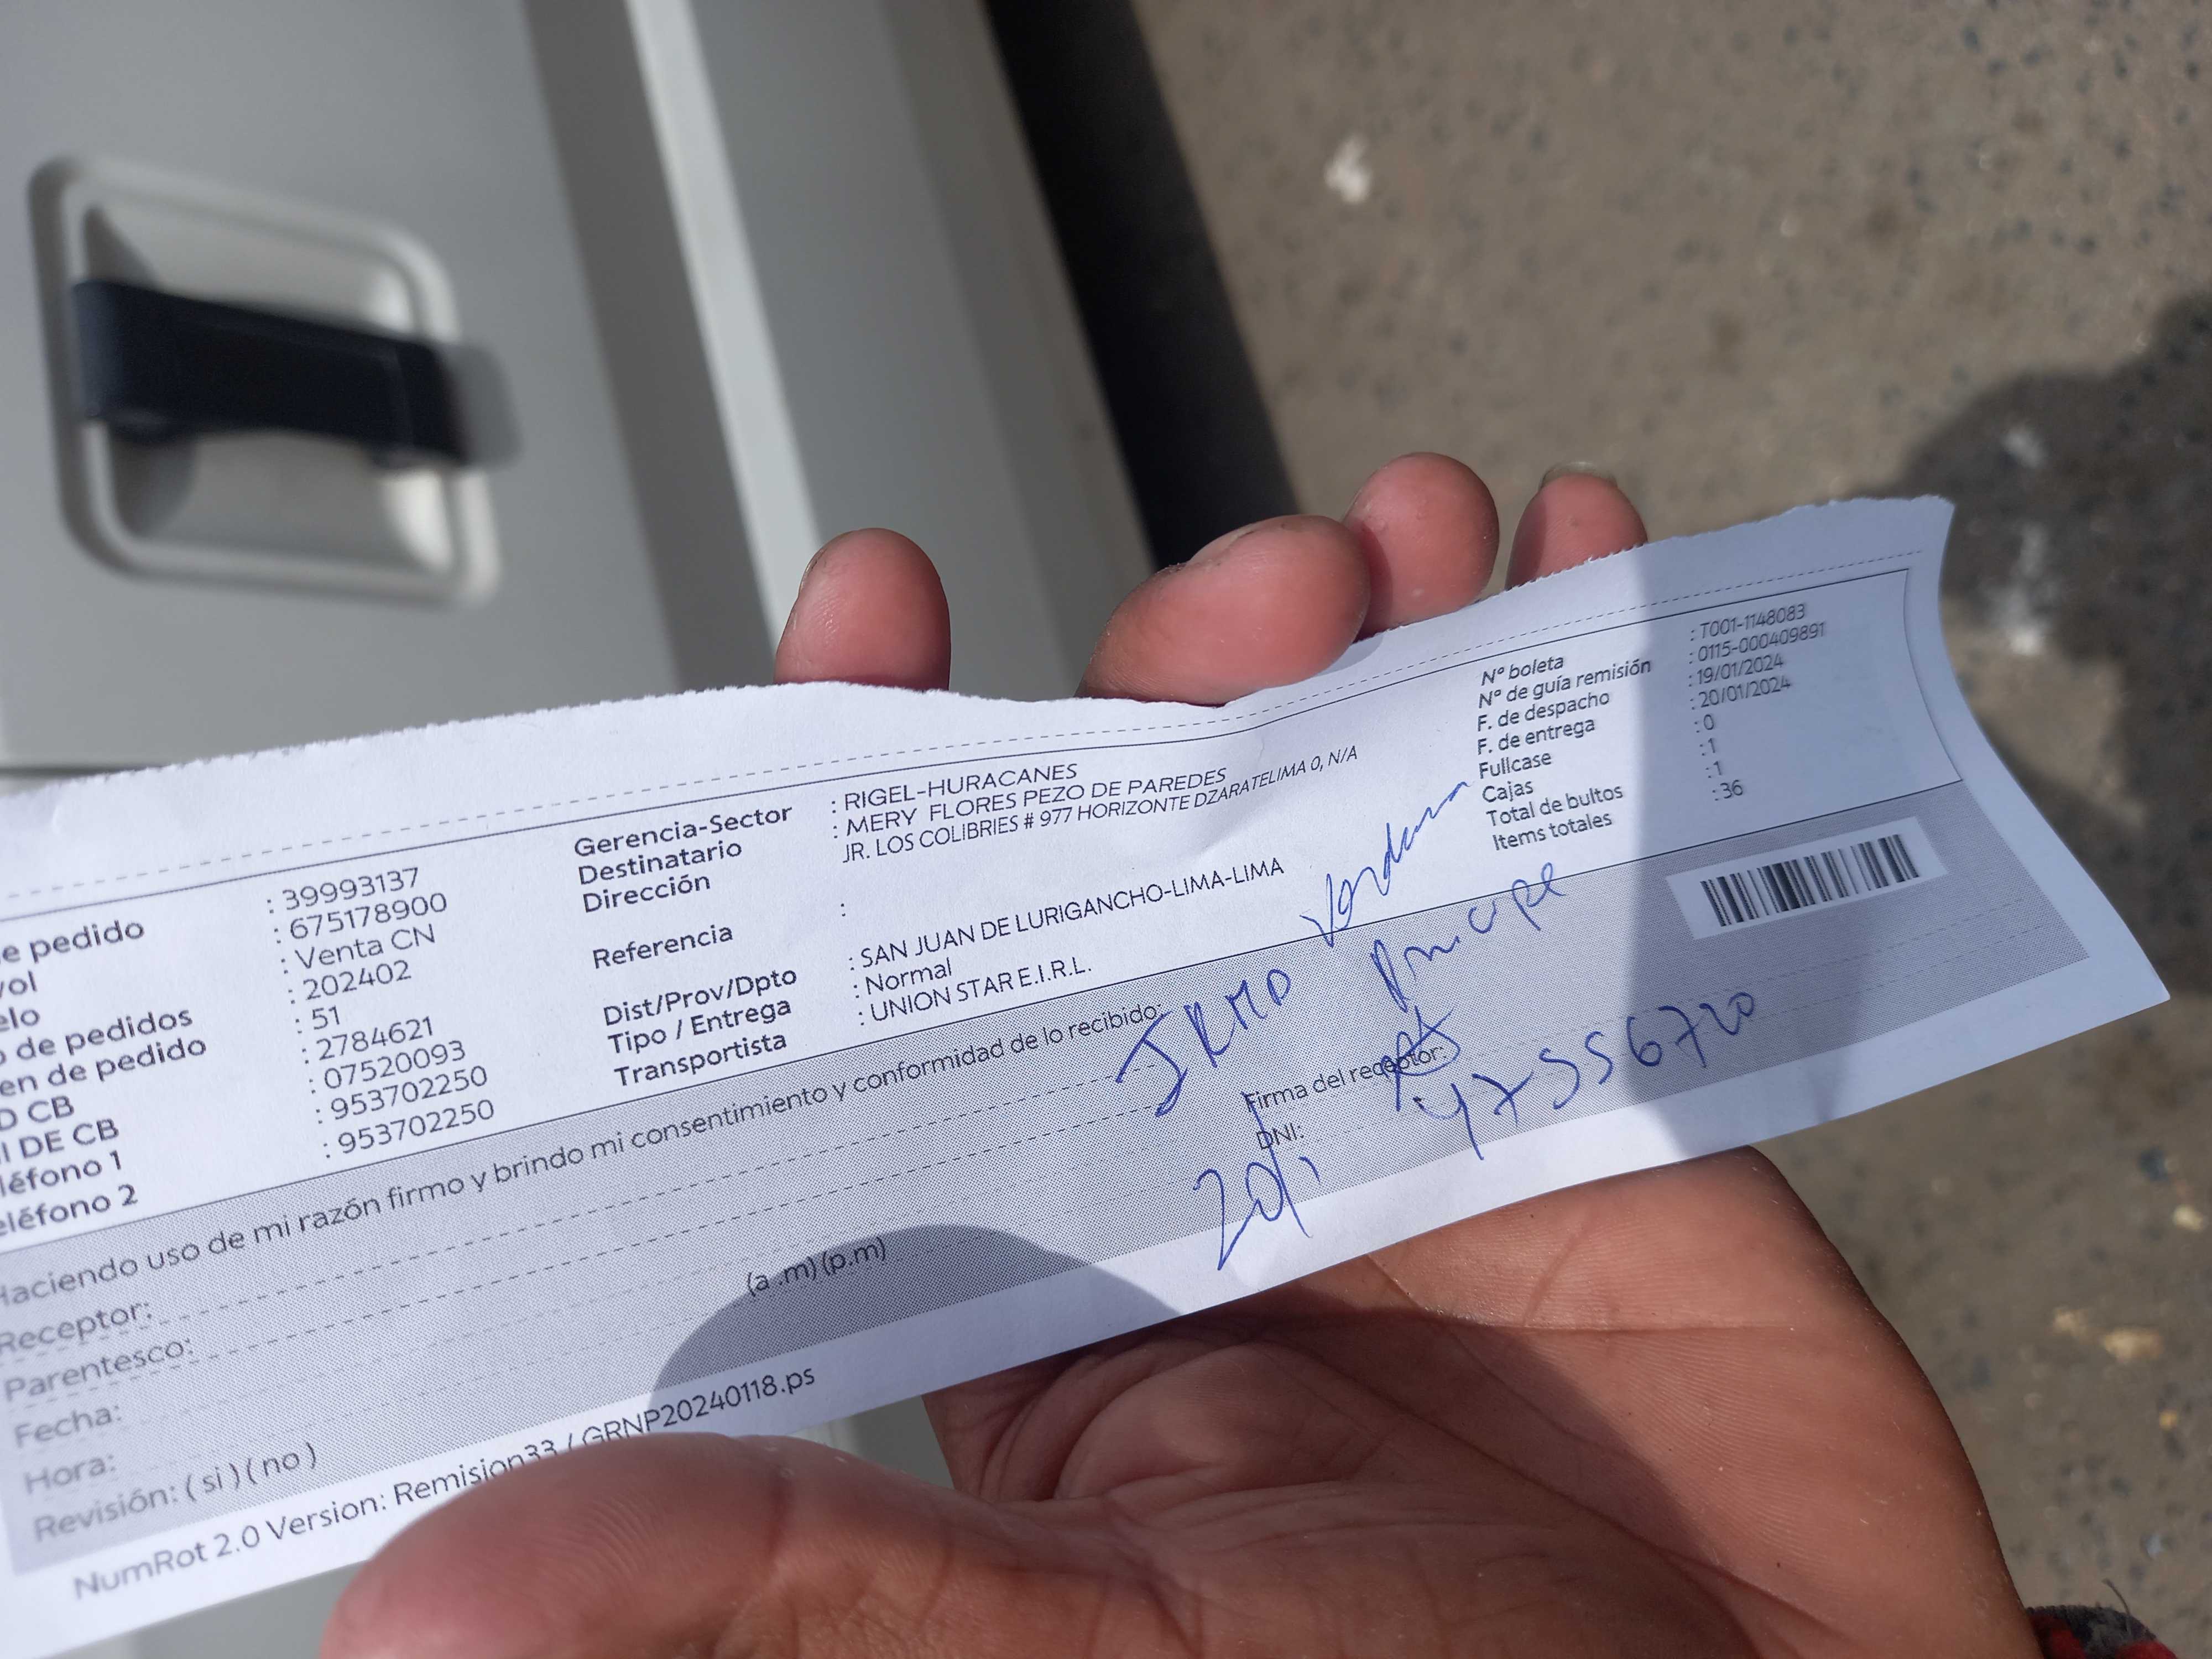 e pedido : 39993137
ol : 675178900
elo : Venta CN
de pedidos : 202402
en de pedido : 51
D CB : 2784621
I DE CB : 07520093
léfono 1 : 953702250
eléfono 2 : 953702250
Gerencia-Sector : RIGEL-HURACANES
Destinatario : MERY FLORES PEZO DE PAREDES
Dirección JR. LOS COLIBRIES # 977 HORIZONTE DZARATELIMA 0, N/A
Referencia :
Dist/Prov/Dpto : SAN JUAN DE LURIGANCHO-LIMA-LIMA
Tipo / Entrega : Normal
Transportista : UNION STAR E.I.R.L.
N° boleta : T001-1148083
N° de guía remisión : 0115-000409891
F. de despacho : 19/01/2024
F. de entrega : 20/01/2024
Fullcase : 0
Cajas : 1
Total de bultos : 1
Items totales : 36
Haciendo uso de mi razón firmo y brindo mi consentimiento y conformidad de lo recibido:
Receptor:
Parentesco:
Fecha:
Hora: (a .m) (p.m)
Revisión: ( si ) ( no )
Firma del receptor:
DNI: 47556720
NumRot 2.0 Version: Remision33 / GRNP20240118.ps